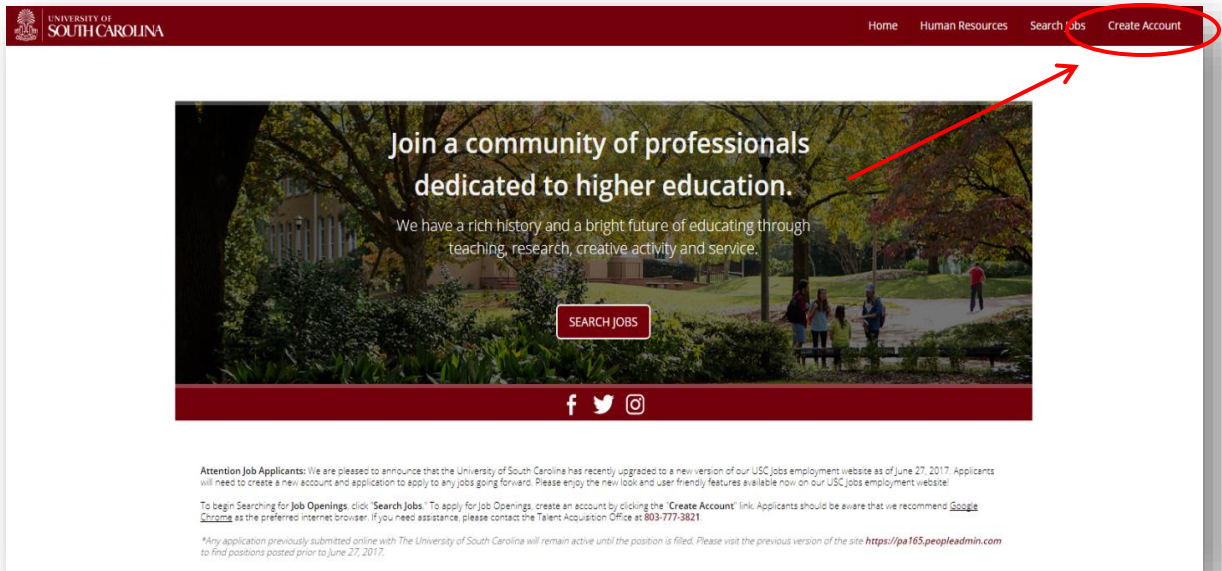 UNIVERSITY OF
SOUTH CAROLINA
Home Human Resources Search Jobs Create Account
Join a community of professionals
dedicated to higher education.
We have a rich history and a bright future of educating through
teaching, research, creative activity and service.
SEARCH JOBS
Attention Job Applicants: We are pleased to announce that the University of South Carolina has recently upgraded to a new version of our USC Jobs employment website as of June 27, 2017. Applicants
will need to create a new account and application to apply to any jobs going forward. Please enjoy the new look and user friendly features available now on our USC Jobs employment website!
To begin Searching for Job Openings, click "Search Jobs." To apply for Job Openings, create an account by clicking the "Create Account" link. Applicants should be aware that we recommend Google
Chrome as the preferred internet browser. If you need assistance, please contact the Talent Acquisition Office at 803-777-3821.
*Any application previously submitted online with The University of South Carolina will remain active until the position is filled. Please visit the previous version of the site https://pa165.peopleadmin.com
to find positions posted prior to June 27, 2017.